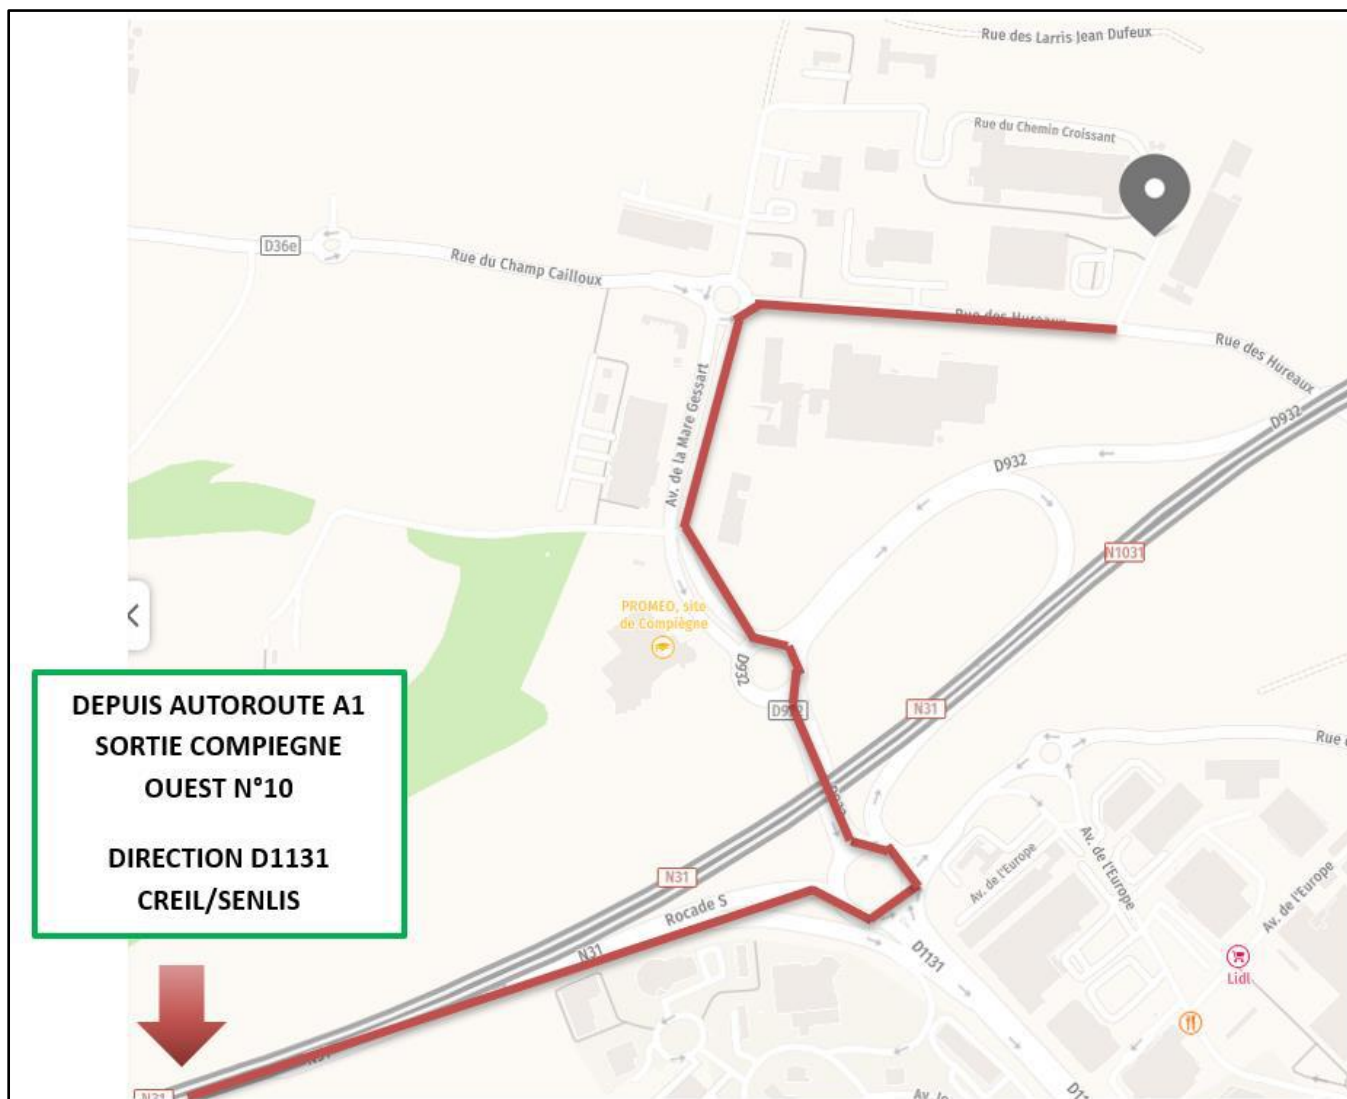 Rue des Larris Jean Dufeux
Rue du Chemin Croissant
D36e
Rue du Champ Cailloux
Rue des Hureaux
Rue des Hureaux
Av. de la Mare Gessart
D932
D932
N1031
PROMEO, site
de Compiègne
D932
N31
DEPUIS AUTOROUTE A1
SORTIE COMPIEGNE
OUEST N°10
DIRECTION D1131
CREIL/SENLIS
N31
Rocade S
N31
D1131
Av. de l'Europe
Av. de l'Europe
Av. de l'Europe
Lidl
N31